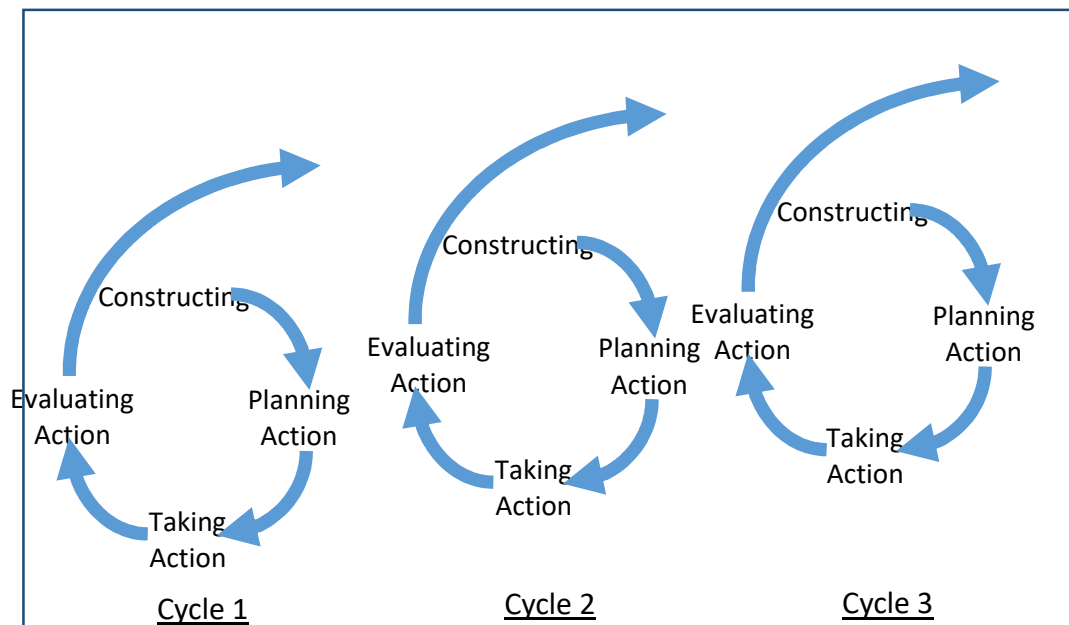 Constructing
Planning
Action
Taking
Action
Evaluating
Action
Cycle 1
Constructing
Planning
Action
Taking
Action
Evaluating
Action
Cycle 2
Constructing
Planning
Action
Taking
Action
Evaluating
Action
Cycle 3